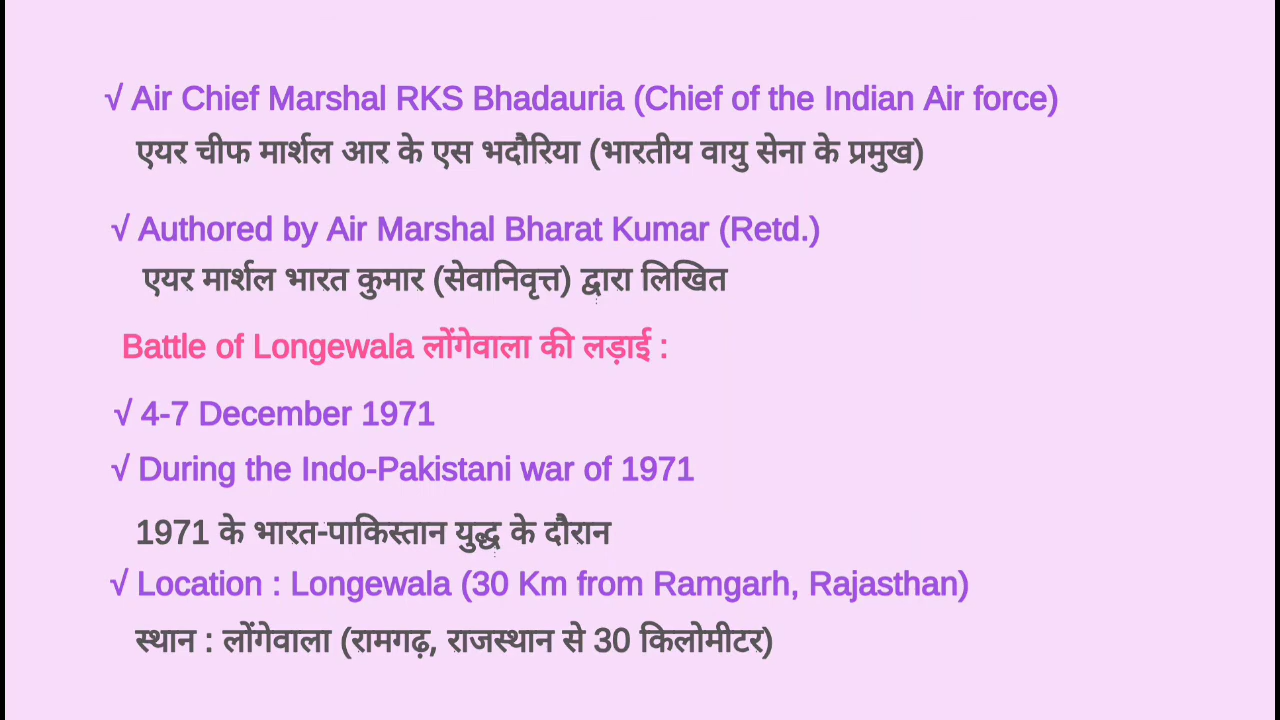 √ Air Chief Marshal RKS Bhadauria (Chief of the Indian Air force)
एयर चीफ मार्शल आर के एस भदौरिया (भारतीय वायु सेना के प्रमुख)
√ Authored by Air Marshal Bharat Kumar (Retd.)
एयर मार्शल भारत कुमार (सेवानिवृत्त) द्वारा लिखित
Battle of Longewala लोंगेवाला की लड़ाई :
√ 4-7 December 1971
√ During the Indo-Pakistani war of 1971
1971 के भारत-पाकिस्तान युद्ध के दौरान
√ Location : Longewala (30 Km from Ramgarh, Rajasthan)
स्थान : लोंगेवाला (रामगढ़, राजस्थान से 30 किलोमीटर)